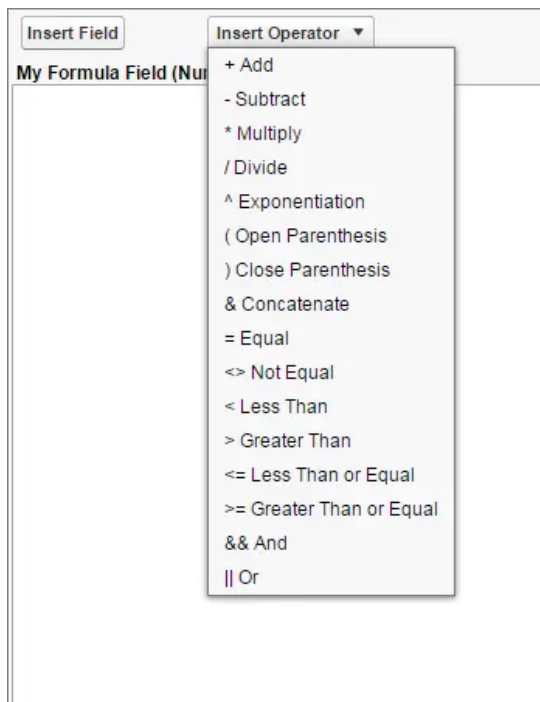 Insert Field
Insert Operator
My Formula Field
+ Add
- Subtract
* Multiply
/ Divide
^ Exponentiation
( Open Parenthesis
) Close Parenthesis
& Concatenate
= Equal
<> Not Equal
< Less Than
> Greater Than
<= Less Than or Equal
>= Greater Than or Equal
&& And
|| Or